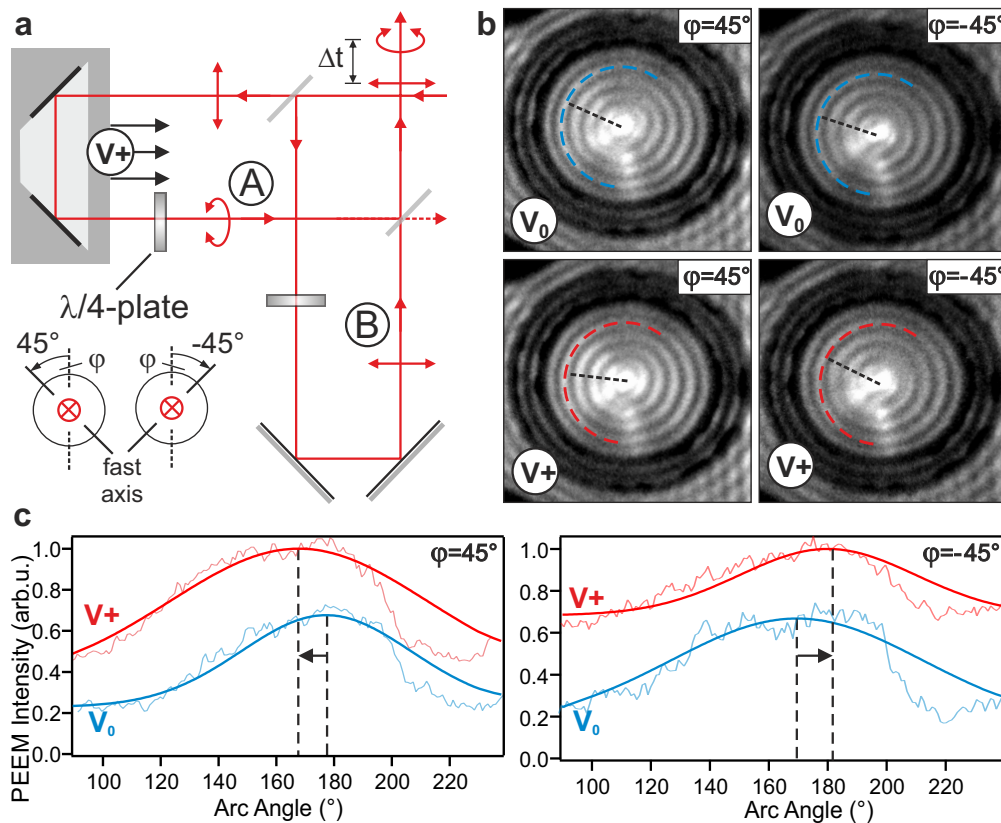 a
Δt
V+
A
λ/4-plate
B
45°
φ
φ
-45°
fast
axis
b
φ=45°
V₀
φ=-45°
V₀
φ=45°
V+
φ=-45°
V+
c
PEEM Intensity (arb.u.)
1.0
0.8
0.6
0.4
0.2
0.0
V+
V₀
φ=45°
100 120 140 160 180 200 220
Arc Angle (°)
1.0
0.8
0.6
0.4
0.2
0.0
V+
V₀
φ=-45°
100 120 140 160 180 200 220
Arc Angle (°)